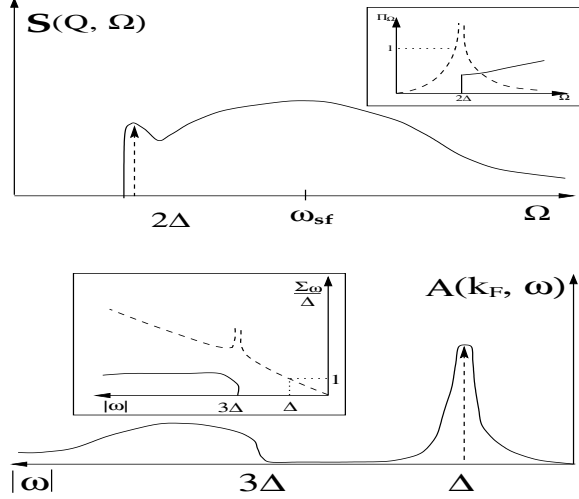 S(Q, Ω)
Π_Ω
1
2Δ
Ω
2Δ
ω_sf
Ω
Σ_ω
Δ
1
|ω|
3Δ
Δ
A(k_F, ω)
|ω|
3Δ
Δ